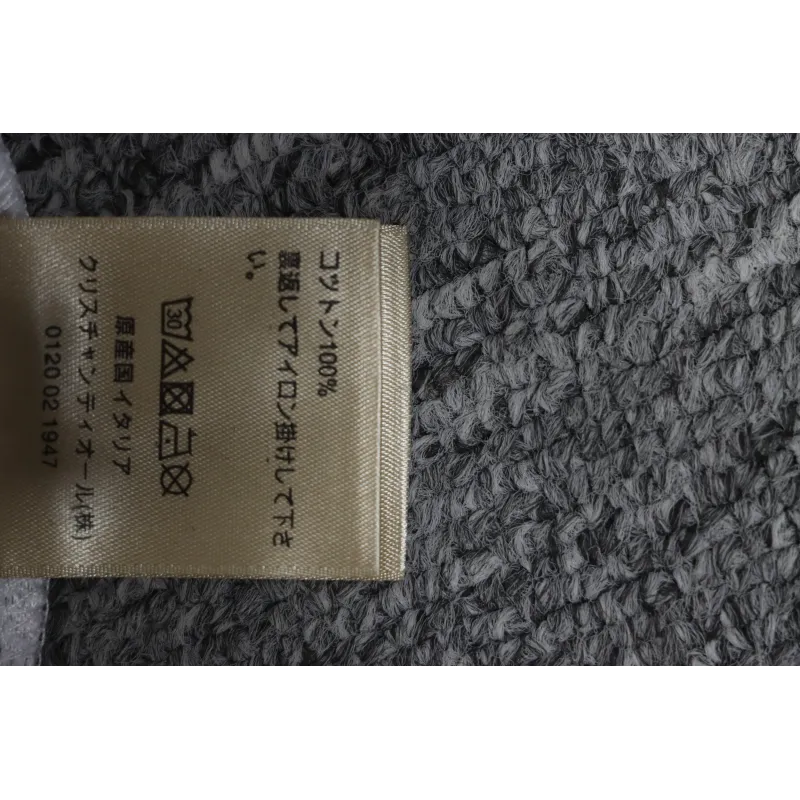 コットン100%
裏返してアイロン掛けして下さ
い。
30
原産国イタリア
クリスチャンディオール(株)
0120 02 1947